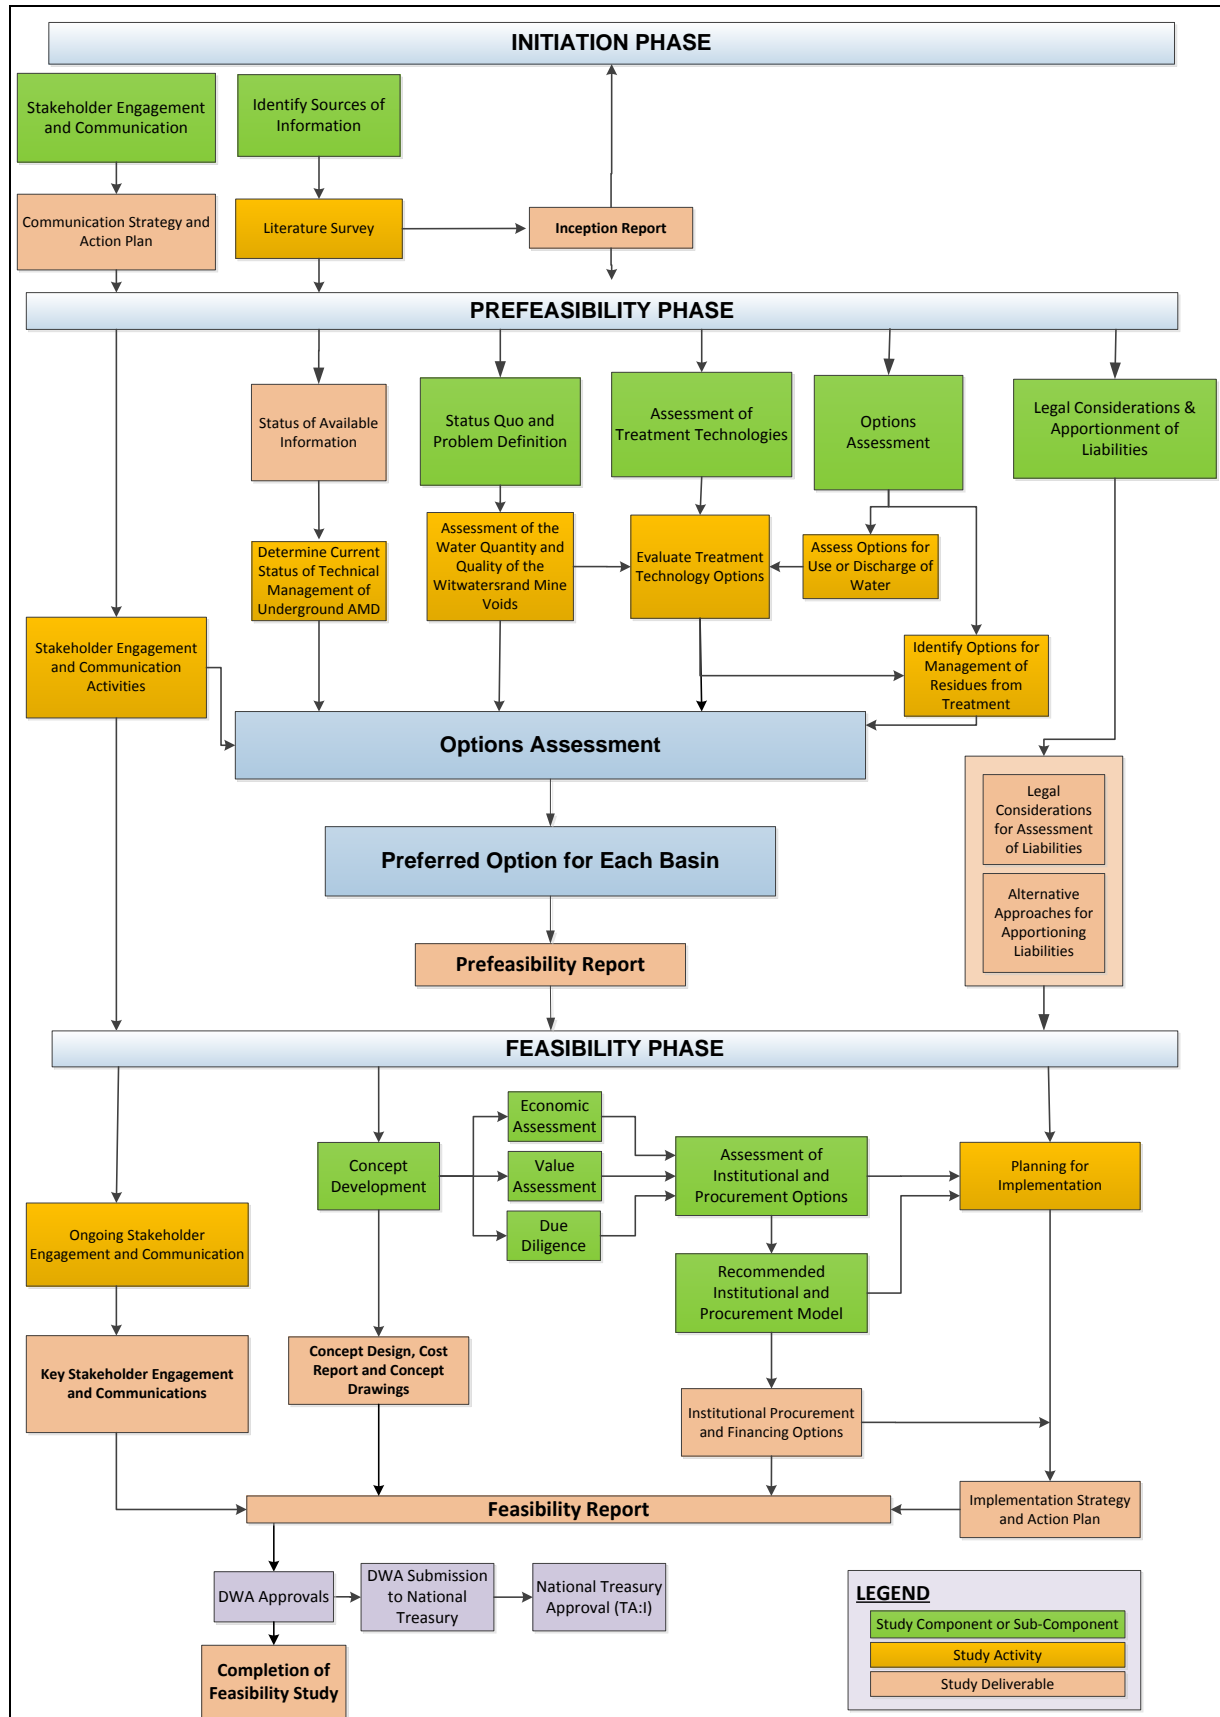 INITIATION PHASE
Stakeholder Engagement
and Communication
Identify Sources of
Information
Communication Strategy and
Action Plan
Literature Survey
Inception Report
PREFEASIBILITY PHASE
Status of Available
Information
Status Quo and
Problem Definition
Assessment of
Treatment Technologies
Options
Assessment
Legal Considerations &
Apportionment of
Liabilities
Determine Current
Status of Technical
Management of
Underground AMD
Assessment of the
Water Quantity and
Quality of the
Witwatersrand Mine
Voids
Evaluate Treatment
Technology Options
Assess Options for
Use or Discharge of
Water
Stakeholder Engagement
and Communication
Activities
Identify Options for
Management of
Residues from
Treatment
Options Assessment
Legal
Considerations
for Assessment
of Liabilities
Preferred Option for Each Basin
Alternative
Approaches for
Apportioning
Liabilities
Prefeasibility Report
FEASIBILITY PHASE
Concept
Development
Economic
Assessment
Value
Assessment
Due
Diligence
Assessment of
Institutional and
Procurement Options
Planning for
Implementation
Ongoing Stakeholder
Engagement and Communication
Recommended
Institutional and
Procurement Model
Key Stakeholder Engagement
and Communications
Concept Design, Cost
Report and Concept
Drawings
Institutional Procurement
and Financing Options
Feasibility Report
Implementation Strategy
and Action Plan
DWA Approvals
DWA Submission
to National
Treasury
National Treasury
Approval (TA:I)
Completion of
Feasibility Study
LEGEND
Study Component or Sub-Component
Study Activity
Study Deliverable